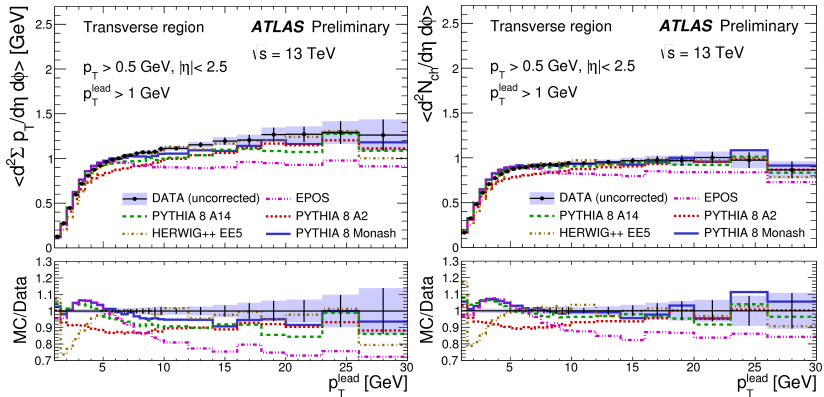 <d²Σ p_T/dη dϕ> [GeV]
Transverse region
ATLAS Preliminary
√s = 13 TeV
p_T > 0.5 GeV, |η| < 2.5
p_T^lead > 1 GeV
2.5
2
1.5
1
0.5
0
DATA (uncorrected)
EPOS
PYTHIA 8 A14
PYTHIA 8 A2
HERWIG++ EE5
PYTHIA 8 Monash
MC/Data
1.3
1.2
1.1
1
0.9
0.8
0.7
5 10 15 20 25 30
p_T^lead [GeV]
<d²N_ch/dη dϕ>
Transverse region
ATLAS Preliminary
√s = 13 TeV
p_T > 0.5 GeV, |η| < 2.5
p_T^lead > 1 GeV
2.5
2
1.5
1
0.5
0
DATA (uncorrected)
EPOS
PYTHIA 8 A14
PYTHIA 8 A2
HERWIG++ EE5
PYTHIA 8 Monash
MC/Data
1.3
1.2
1.1
1
0.9
0.8
0.7
5 10 15 20 25 30
p_T^lead [GeV]